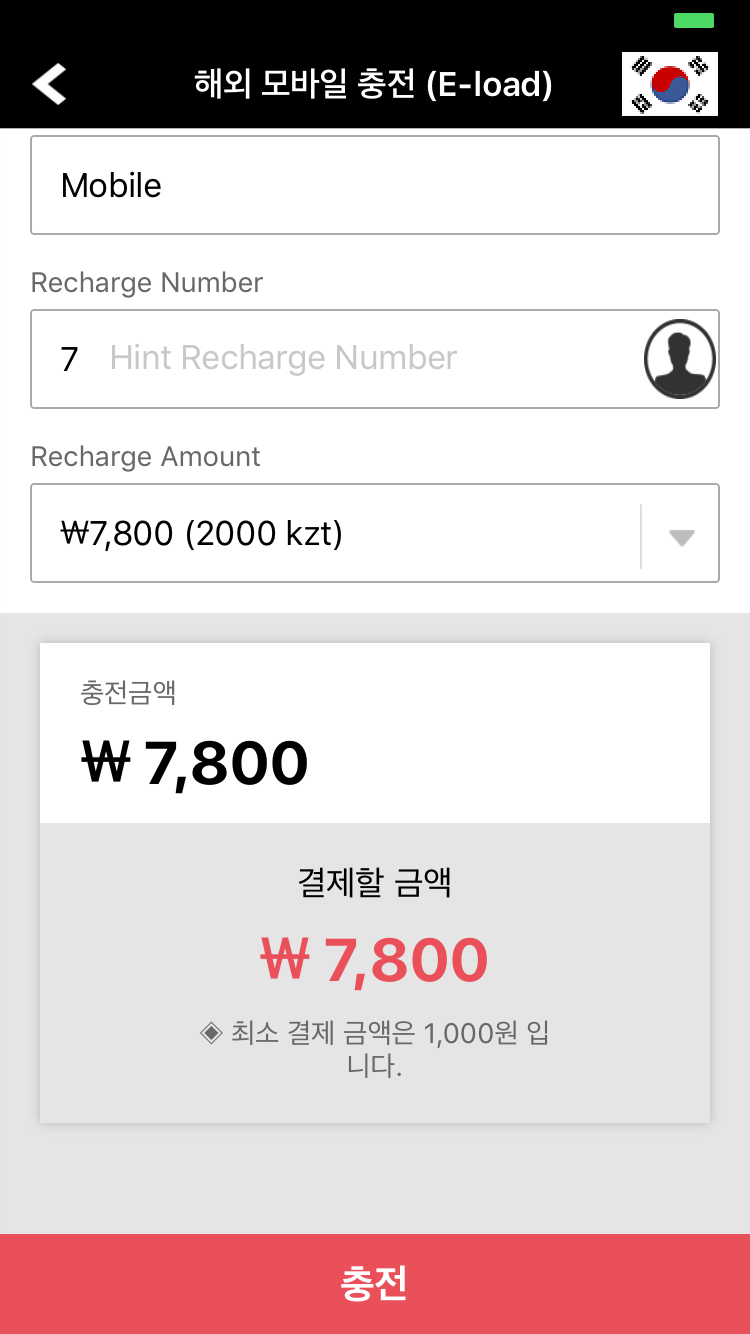 해외 모바일 충전 (E-load)
Mobile
Recharge Number
7 Hint Recharge Number
Recharge Amount
₩7,800 (2000 kzt)
충전금액
₩ 7,800
결제할 금액
₩ 7,800
◈ 최소 결제 금액은 1,000원 입
니다.
충전